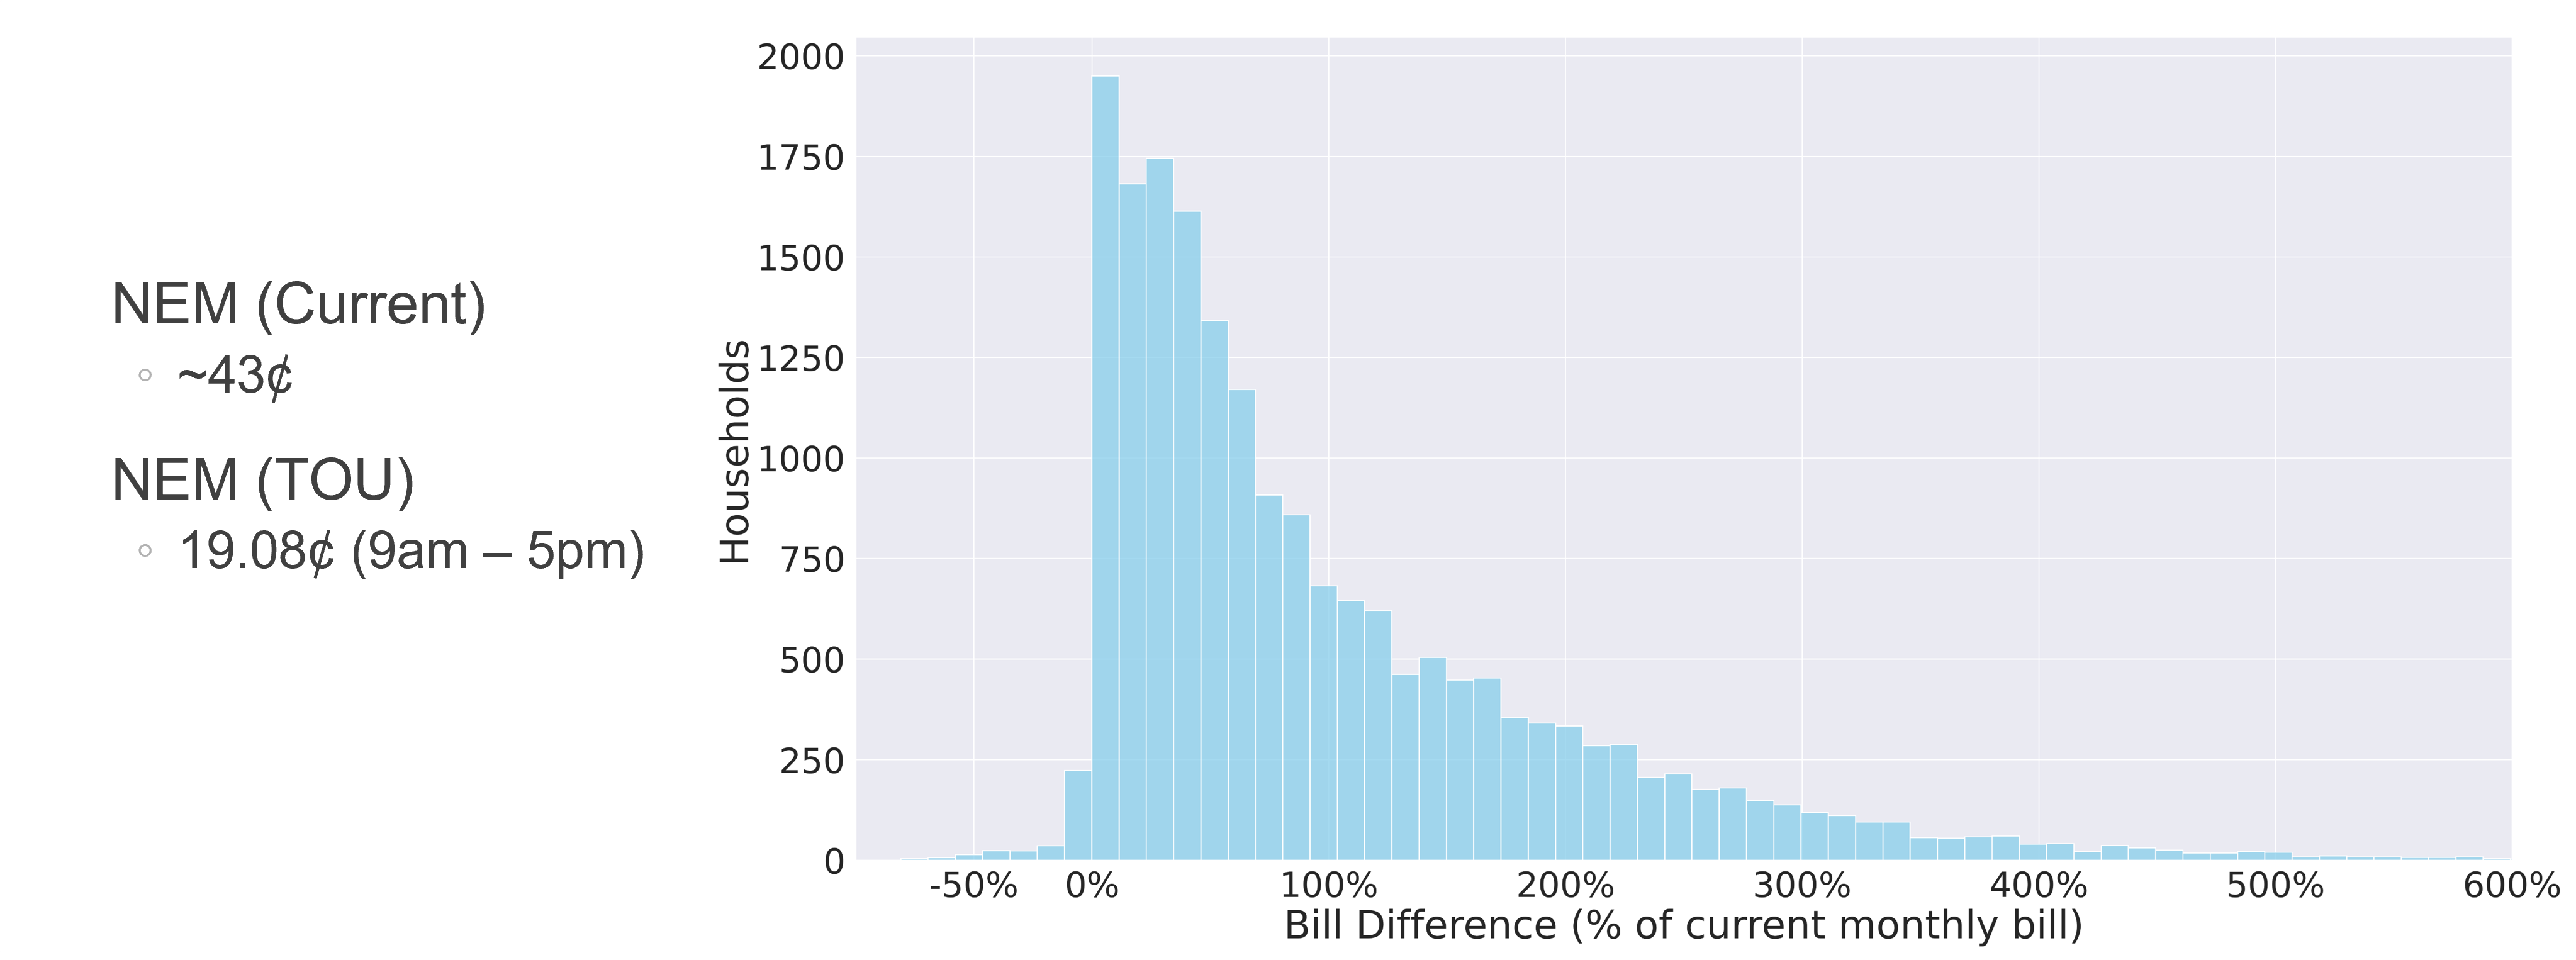 NEM (Current)
◦ ~43¢
NEM (TOU)
◦ 19.08¢ (9am – 5pm)
Households
2000
1750
1500
1250
1000
750
500
250
0
-50% 0% 100% 200% 300% 400% 500% 600%
Bill Difference (% of current monthly bill)